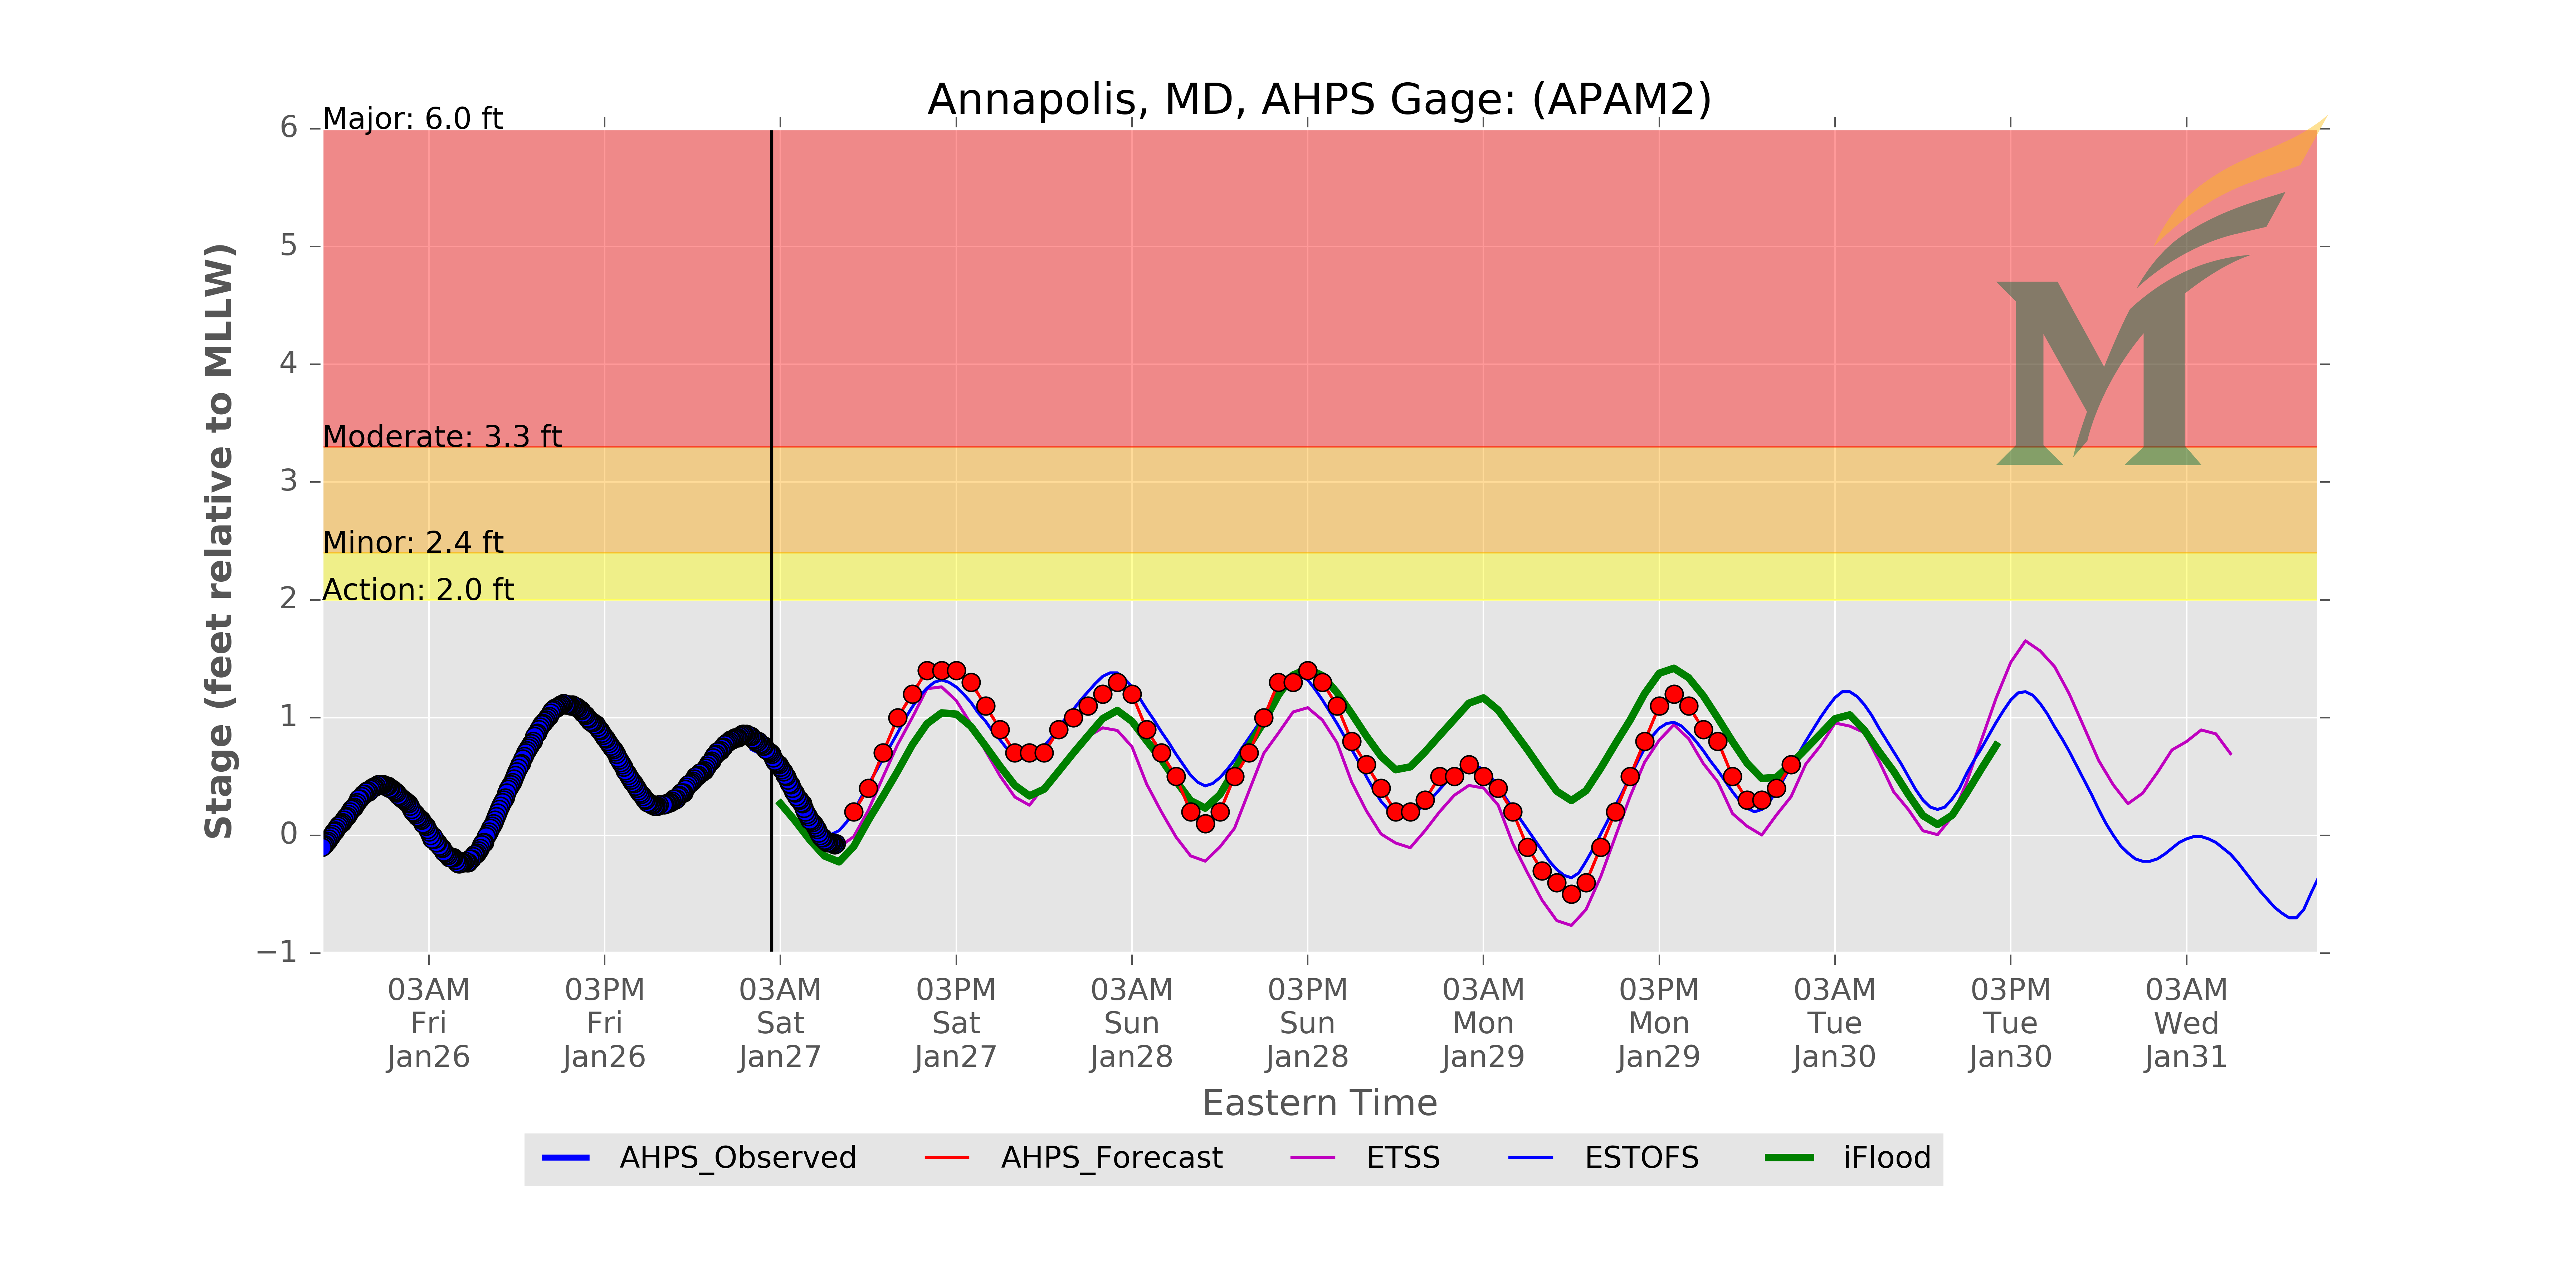 Annapolis, MD, AHPS Gage: (APAM2)
Major: 6.0 ft
Moderate: 3.3 ft
Minor: 2.4 ft
Action: 2.0 ft
Stage (feet relative to MLLW)
6
5
4
3
2
1
0
−1
03AM Fri Jan26
03PM Fri Jan26
03AM Sat Jan27
03PM Sat Jan27
03AM Sun Jan28
03PM Sun Jan28
03AM Mon Jan29
03PM Mon Jan29
03AM Tue Jan30
03PM Tue Jan30
03AM Wed Jan31
Eastern Time
AHPS_Observed AHPS_Forecast ETSS ESTOFS iFlood
M